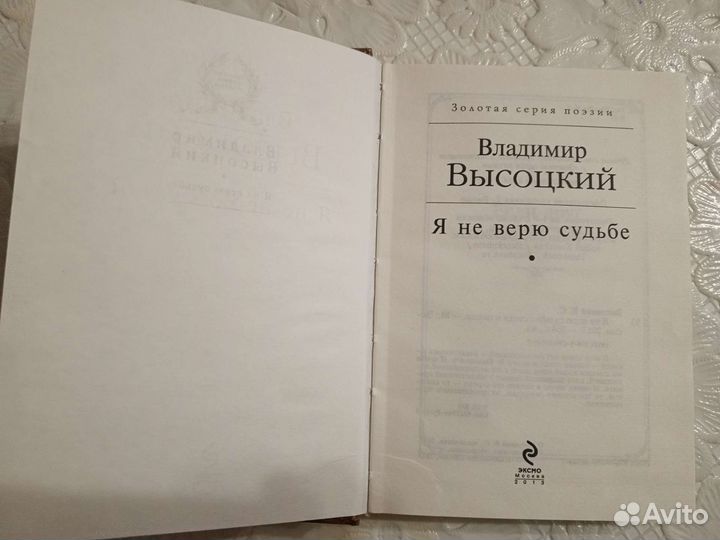 Золотая серия поэзии
Владимир
ВЫСОЦКИЙ
Я не верю судьбе
ЭКСМО
Москва
2013
Avito